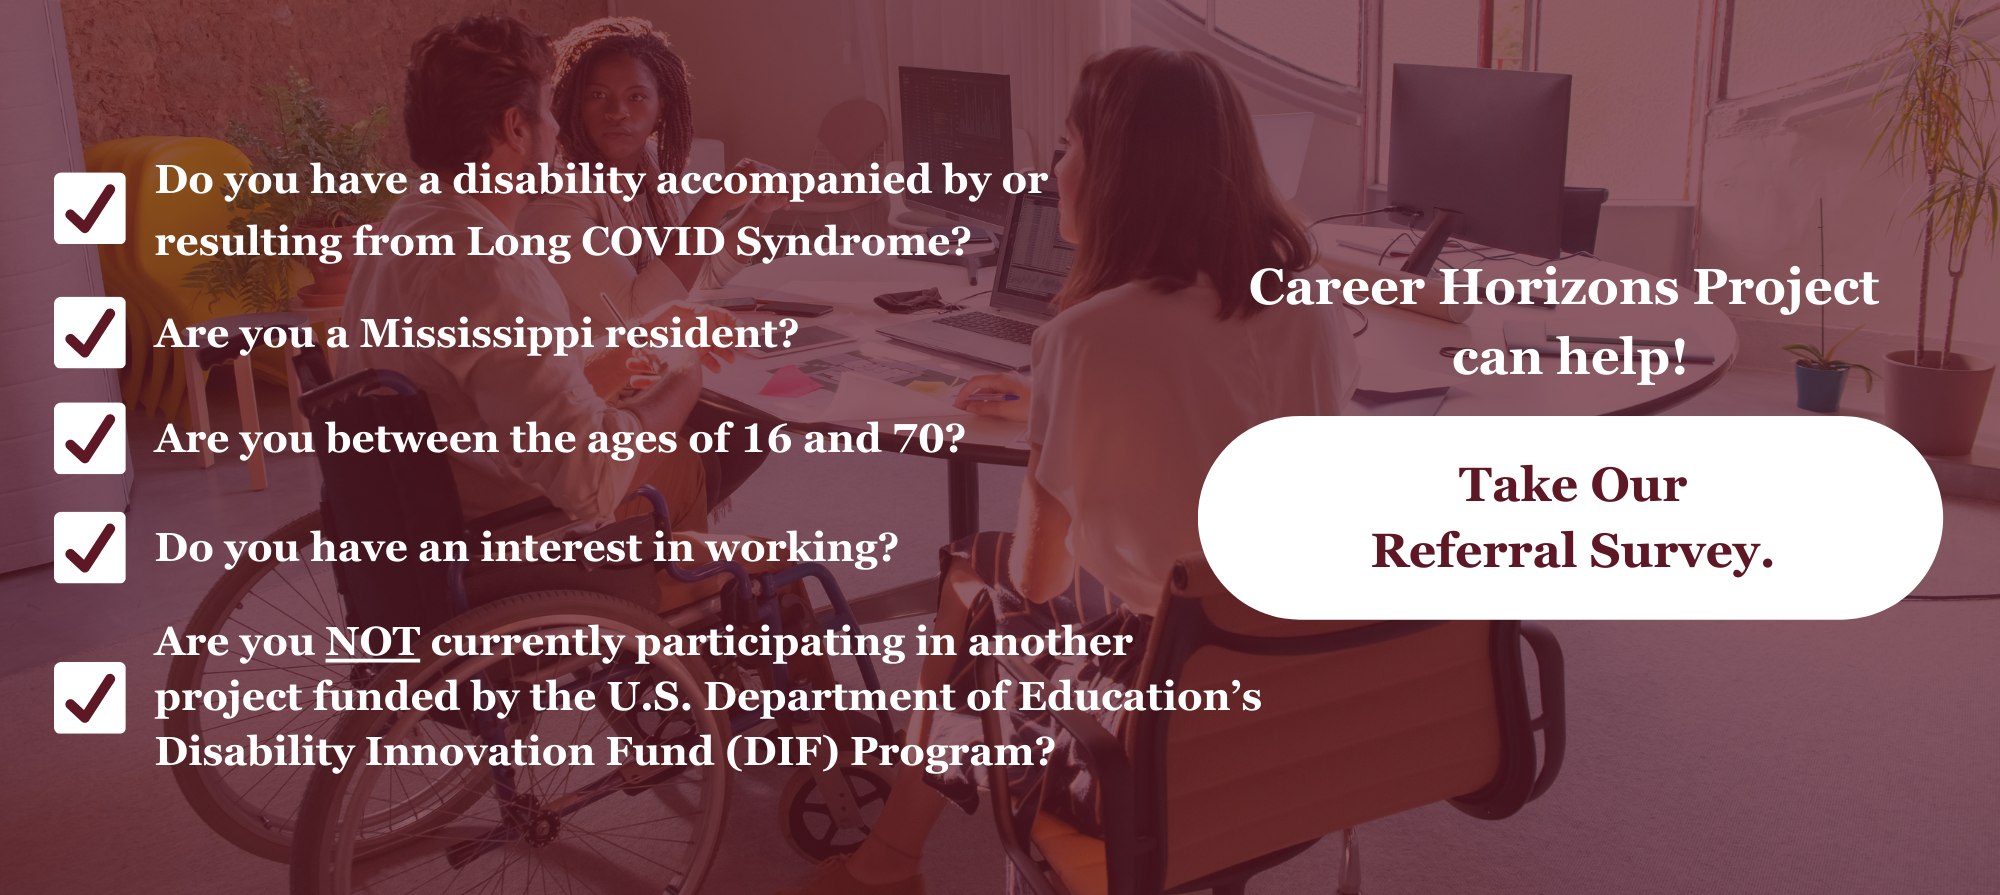 Do you have a disability accompanied by or
resulting from Long COVID Syndrome?
Are you a Mississippi resident?
Are you between the ages of 16 and 70?
Do you have an interest in working?
Are you NOT currently participating in another
project funded by the U.S. Department of Education’s
Disability Innovation Fund (DIF) Program?
Career Horizons Project
can help!
Take Our
Referral Survey.